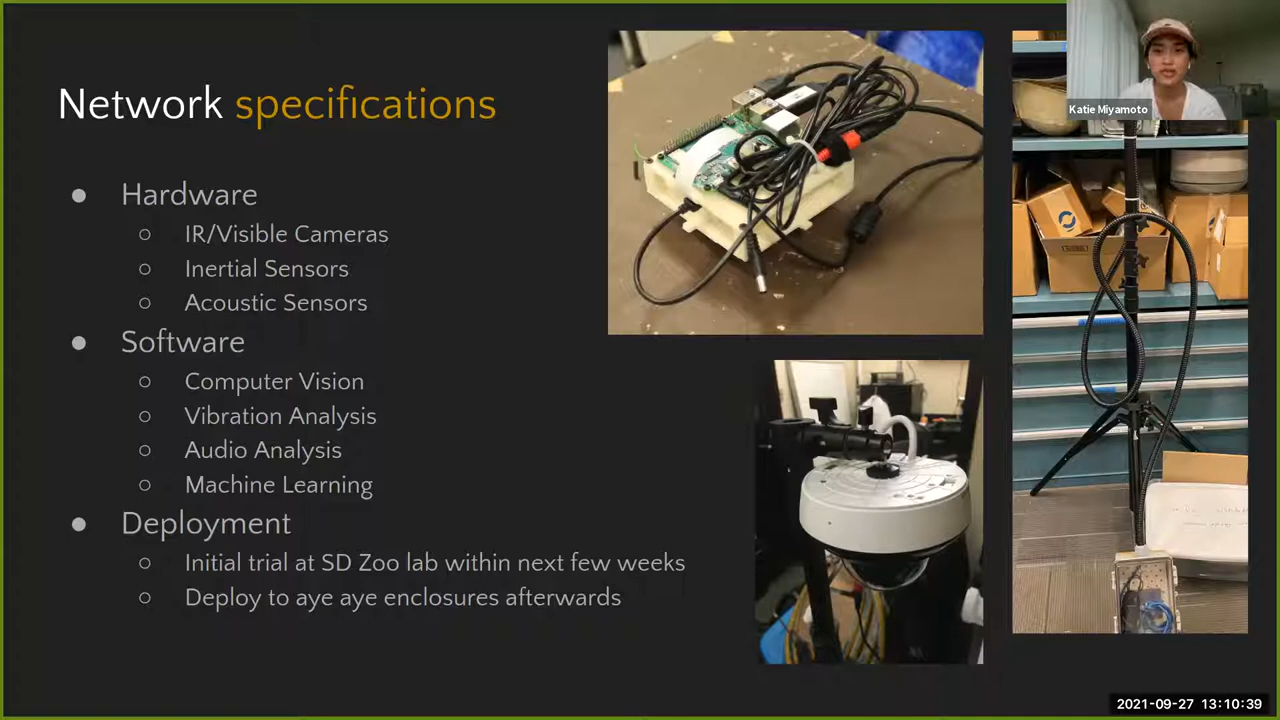 Network specifications
● Hardware
○ IR/Visible Cameras
○ Inertial Sensors
○ Acoustic Sensors
● Software
○ Computer Vision
○ Vibration Analysis
○ Audio Analysis
○ Machine Learning
● Deployment
○ Initial trial at SD Zoo lab within next few weeks
○ Deploy to aye aye enclosures afterwards
Katie Miyamoto
2021-09-27 13:10:39